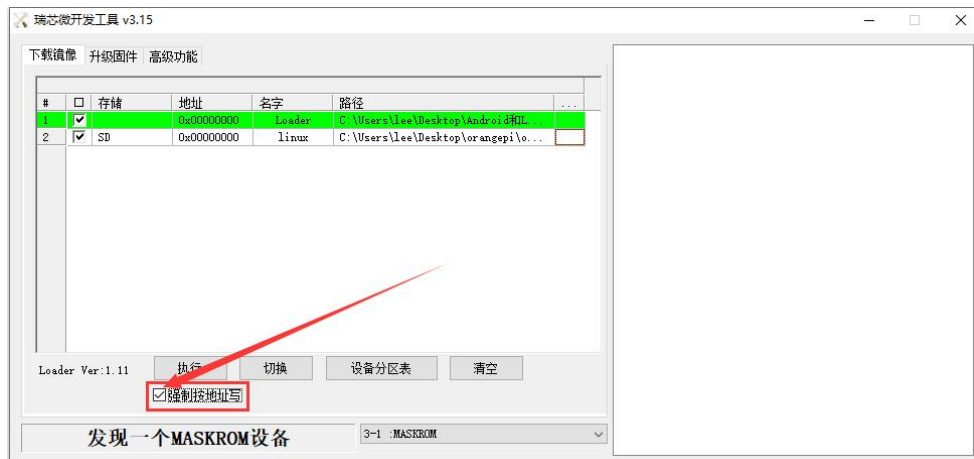 瑞芯微开发工具 v3.15
下载镜像 升级固件 高级功能
# 存储 地址 名字 路径 ...
1 0x00000000 Loader C:\Users\lee\Desktop\Android和L...
2 SD 0x00000000 linux C:\Users\lee\Desktop\orangepi\o...
Loader Ver:1.11 执行 切换 设备分区表 清空
强制按地址写
发现一个MASKROM设备 3-1 :MASKROM